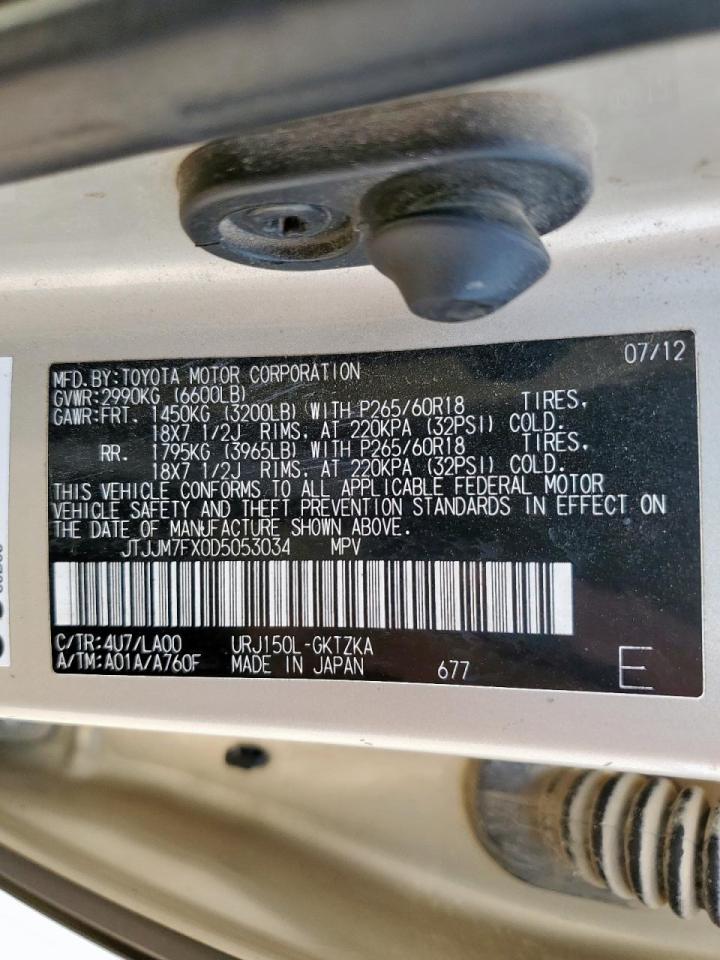 07/12
MFD.BY:TOYOTA MOTOR CORPORATION
GVWR:2990KG (6600LB)
GAWR:FRT. 1450KG (3200LB) WITH P265/60R18 TIRES,
18X7 1/2J RIMS, AT 220KPA (32PSI) COLD.
RR. 1795KG (3965LB) WITH P265/60R18 TIRES,
18X7 1/2J RIMS, AT 220KPA (32PSI) COLD.
THIS VEHICLE CONFORMS TO ALL APPLICABLE FEDERAL MOTOR
VEHICLE SAFETY AND THEFT PREVENTION STANDARDS IN EFFECT ON
THE DATE OF MANUFACTURE SHOWN ABOVE.
JTJJM7FX0D5053034 MPV
C/TR:4U7/LA00 URJ150L-GKTZKA
A/TM:A01A/A760F MADE IN JAPAN 677 E